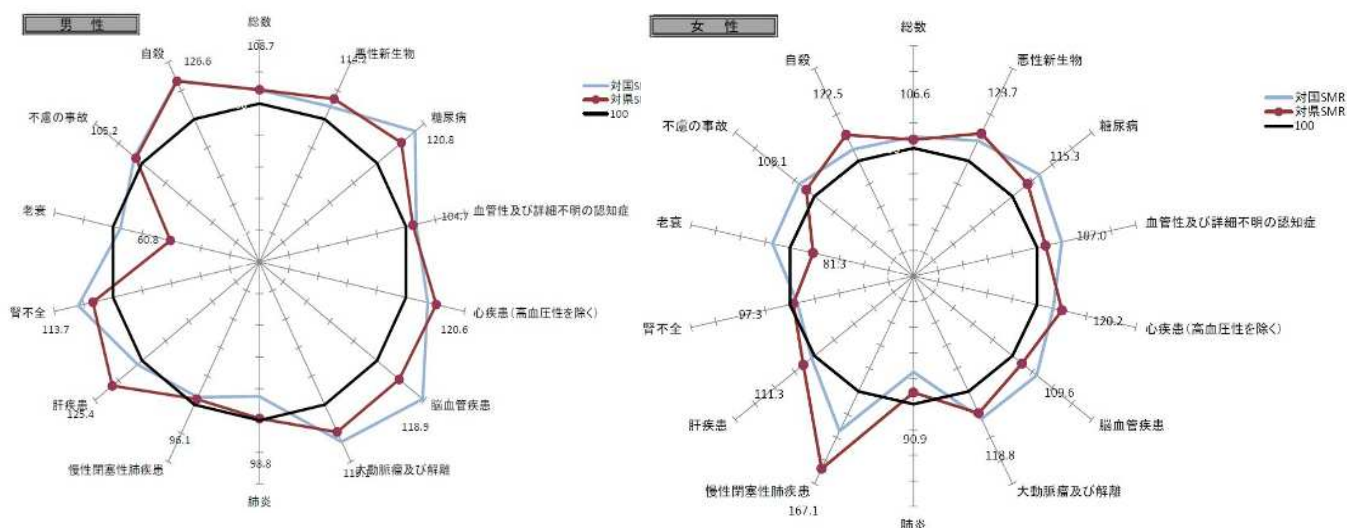 男 性
総数
108.7
悪性新生物
糖尿病
120.8
血管性及び詳細不明の認知症
104.7
心疾患(高血圧性を除く)
120.6
脳血管疾患
118.9
大動脈瘤及び解離
肺炎
98.8
慢性閉塞性肺疾患
96.1
肝疾患
125.4
腎不全
113.7
老衰
60.8
不慮の事故
105.2
自殺
126.6
対国SI
対県SI
100
女 性
総数
106.6
悪性新生物
123.7
糖尿病
115.3
血管性及び詳細不明の認知症
107.0
心疾患(高血圧性を除く)
120.2
脳血管疾患
109.6
大動脈瘤及び解離
118.8
肺炎
90.9
慢性閉塞性肺疾患
167.1
肝疾患
111.3
腎不全
97.3
老衰
81.3
不慮の事故
108.1
自殺
122.5
対国SMR
対県SMR
100